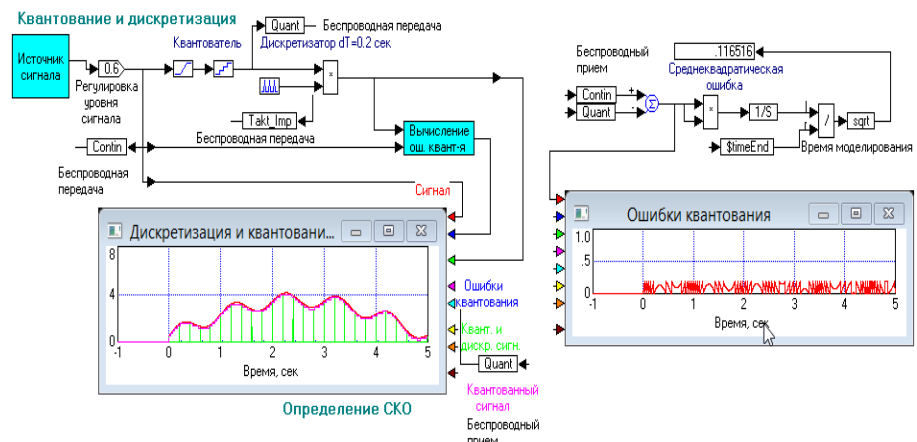 Квантование и дискретизация
Quant
Беспроводная передача
Источник
сигнала
0.6
Квантователь
Дискретизатор dT=0.2 сек
Регулировка
уровня
сигнала
*
Takt_Imp
Беспроводная передача
Contin
Беспроводная
передача
Вычисление
ош. квант-я
Сигнал
Дискретизация и квантовани...
8
4
0
-1
0
1
2
3
4
5
Время, сек
Ошибки
квантования
Квант. и
дискр. сигн.
Quant
Квантованный
сигнал
Беспроводный
прием
Определение СКО
Беспроводный
прием
.116516
Среднеквадратическая
ошибка
Contin
+
Quant
-
Σ
*
1/S
l
r
/
sqrt
$timeEnd
Время моделирования
Ошибки квантования
1.0
.5
0
-1
0
1
2
3
4
5
Время, сек